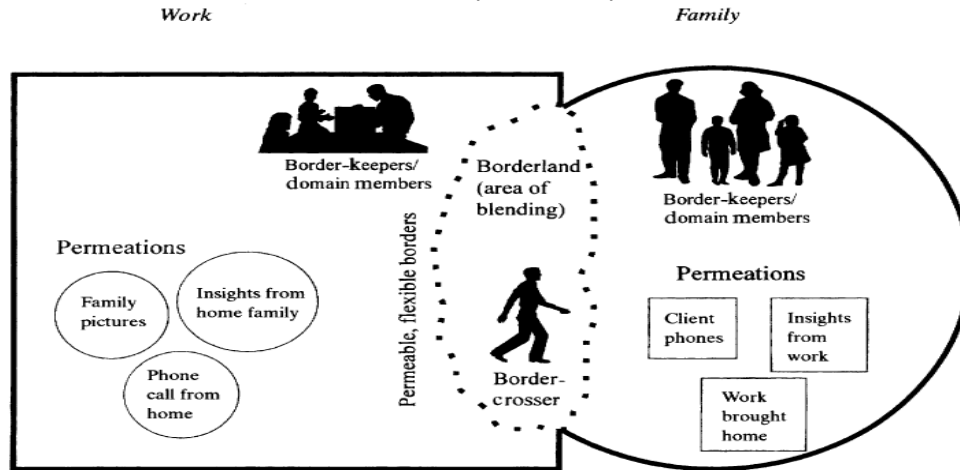 Work
Family
Border-keepers/
domain members
Borderland
(area of
blending)
Border-keepers/
domain members
Permeable, flexible borders
Permeations
Family
pictures
Insights from
home family
Phone
call from
home
Border-
crosser
Permeations
Client
phones
Insights
from
work
Work
brought
home